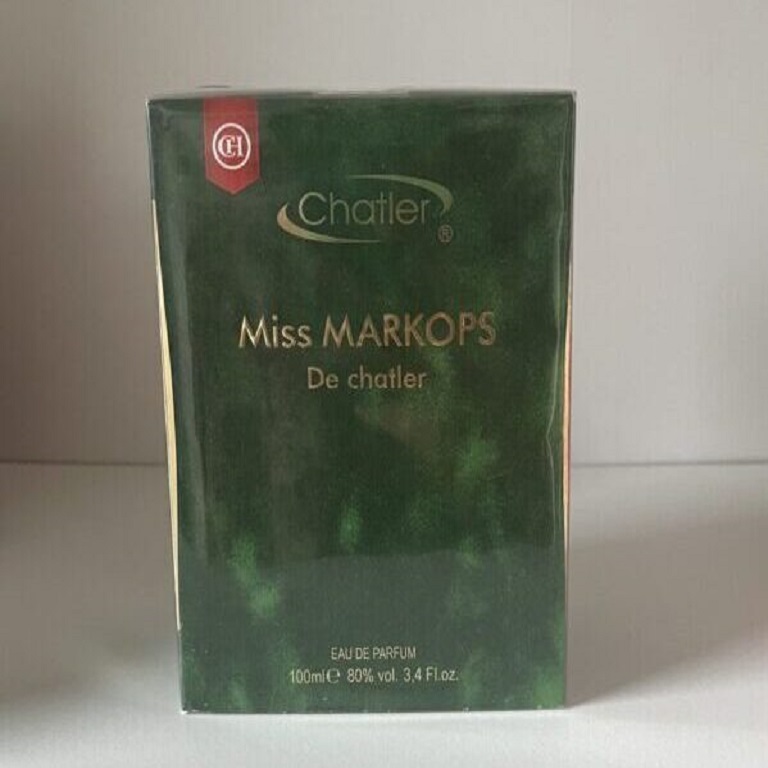 CH
Chatler®
Miss MARKOPS
De chatler
EAU DE PARFUM
100ml℮ 80% vol. 3,4 Fl.oz.